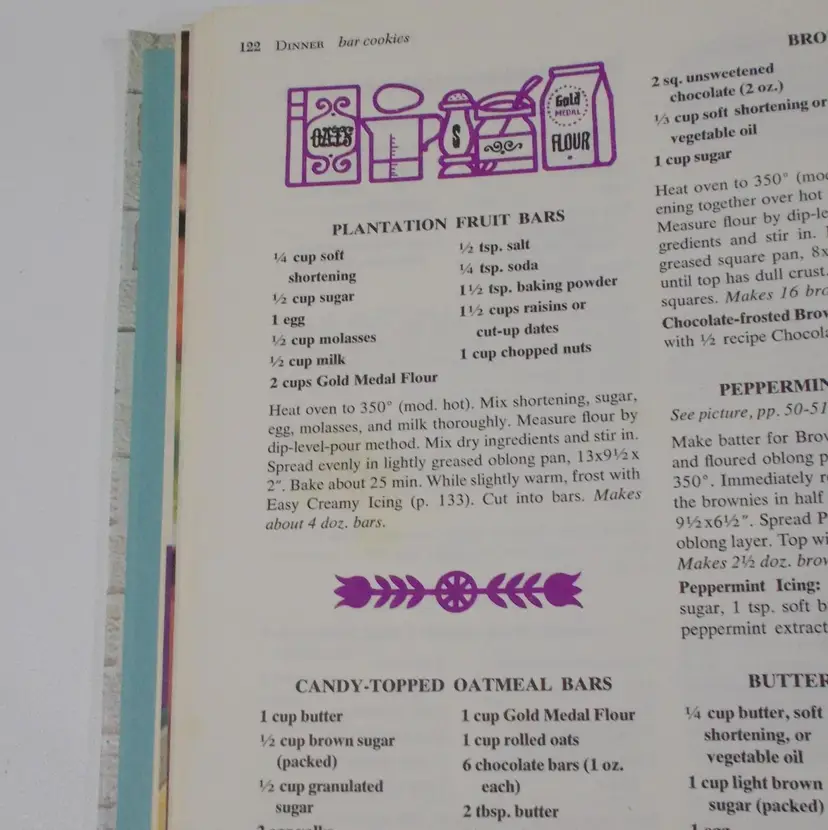 122 DINNER bar cookies
OATS
S
Gold
MEDAL
FLOUR
PLANTATION FRUIT BARS
¼ cup soft
shortening
½ cup sugar
1 egg
½ cup molasses
½ cup milk
2 cups Gold Medal Flour
½ tsp. salt
¼ tsp. soda
1½ tsp. baking powder
1½ cups raisins or
cut-up dates
1 cup chopped nuts
Heat oven to 350° (mod. hot). Mix shortening, sugar,
egg, molasses, and milk thoroughly. Measure flour by
dip-level-pour method. Mix dry ingredients and stir in.
Spread evenly in lightly greased oblong pan, 13x9½x
2". Bake about 25 min. While slightly warm, frost with
Easy Creamy Icing (p. 133). Cut into bars. Makes
about 4 doz. bars.
CANDY-TOPPED OATMEAL BARS
1 cup butter
½ cup brown sugar
(packed)
½ cup granulated
sugar
1 cup Gold Medal Flour
1 cup rolled oats
6 chocolate bars (1 oz.
each)
2 tbsp. butter
BRO
2 sq. unsweetened
chocolate (2 oz.)
⅓ cup soft shortening or
vegetable oil
1 cup sugar
Heat oven to 350° (mod
ening together over hot
Measure flour by dip-le
gredients and stir in.
greased square pan, 8x
until top has dull crust.
squares. Makes 16 bro
Chocolate-frosted Brow
with ½ recipe Chocola
PEPPERMIN
See picture, pp. 50-51
Make batter for Brow
and floured oblong p
350°. Immediately r
the brownies in half
9½x6½". Spread P
oblong layer. Top wi
Makes 2½ doz. brow
Peppermint Icing:
sugar, 1 tsp. soft b
peppermint extract
BUTTER
¼ cup butter, soft
shortening, or
vegetable oil
1 cup light brown
sugar (packed)